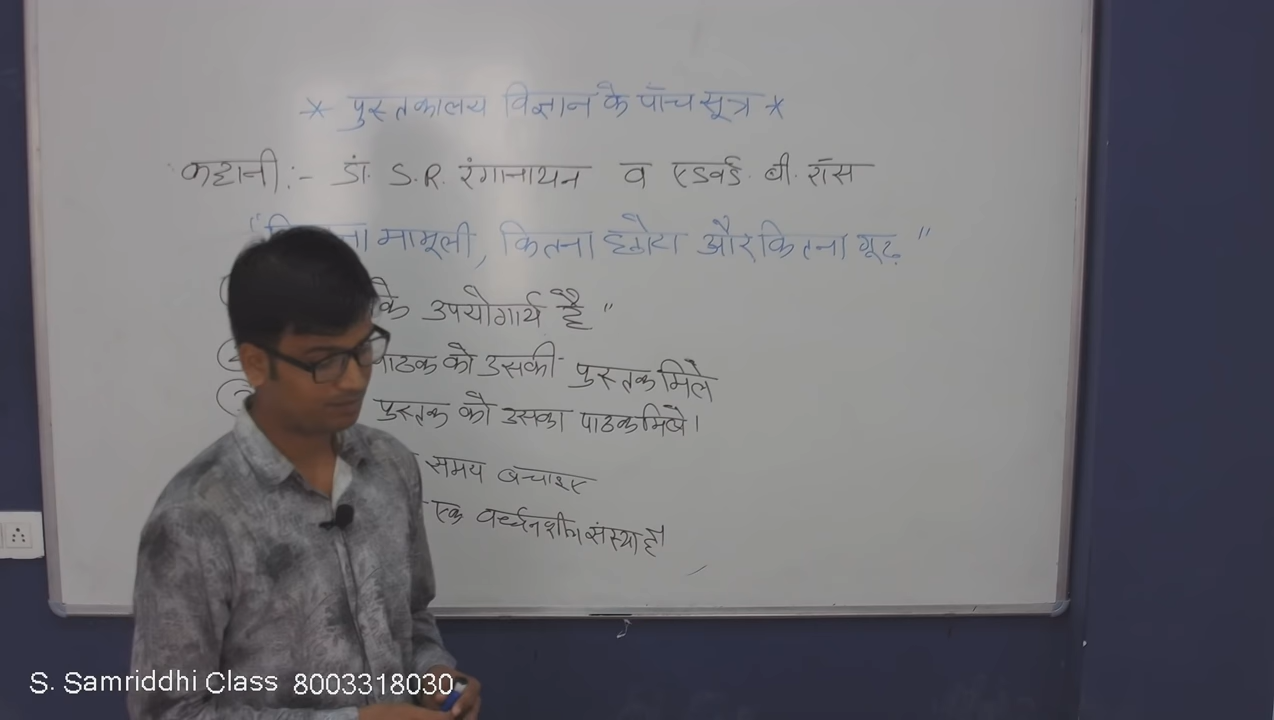 * पुस्तकालय विज्ञान के पाँच सूत्र *
कहानी :- डॉ. S.R. रंगानाथन व एडवर्ड बी. रॉस
मामूली, कितना छोटा और कितना गूढ़ "
उपयोगार्थ है "
पाठक को उसकी पुस्तक मिले
पुस्तक को उसका पाठक मिले।
समय बचाइए
एक वर्ध्दनशील संस्था है
S. Samriddhi Class 8003318030